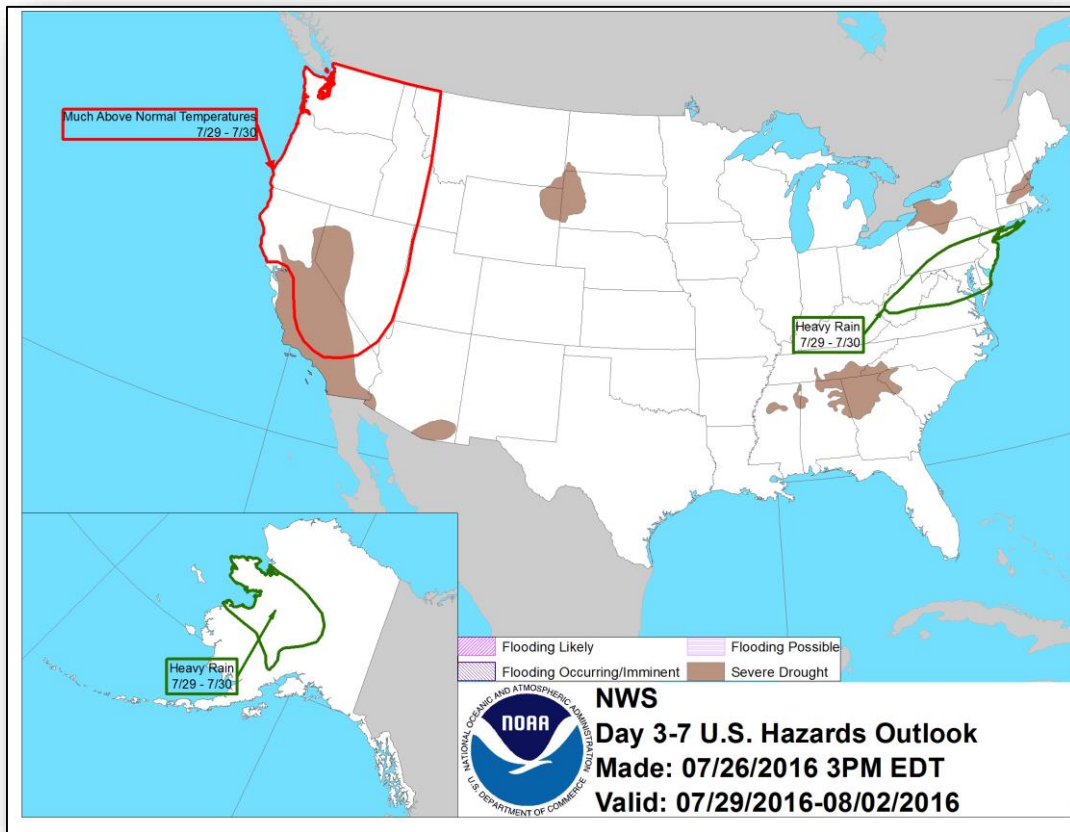 Much Above Normal Temperatures
7/29 - 7/30
Heavy Rain
7/29 - 7/30
Heavy Rain
7/29 - 7/30
Flooding Likely
Flooding Possible
Flooding Occurring/Imminent
Severe Drought
NATIONAL OCEANIC AND ATMOSPHERIC ADMINISTRATION
NOAA
U.S. DEPARTMENT OF COMMERCE
NWS
Day 3-7 U.S. Hazards Outlook
Made: 07/26/2016 3PM EDT
Valid: 07/29/2016-08/02/2016